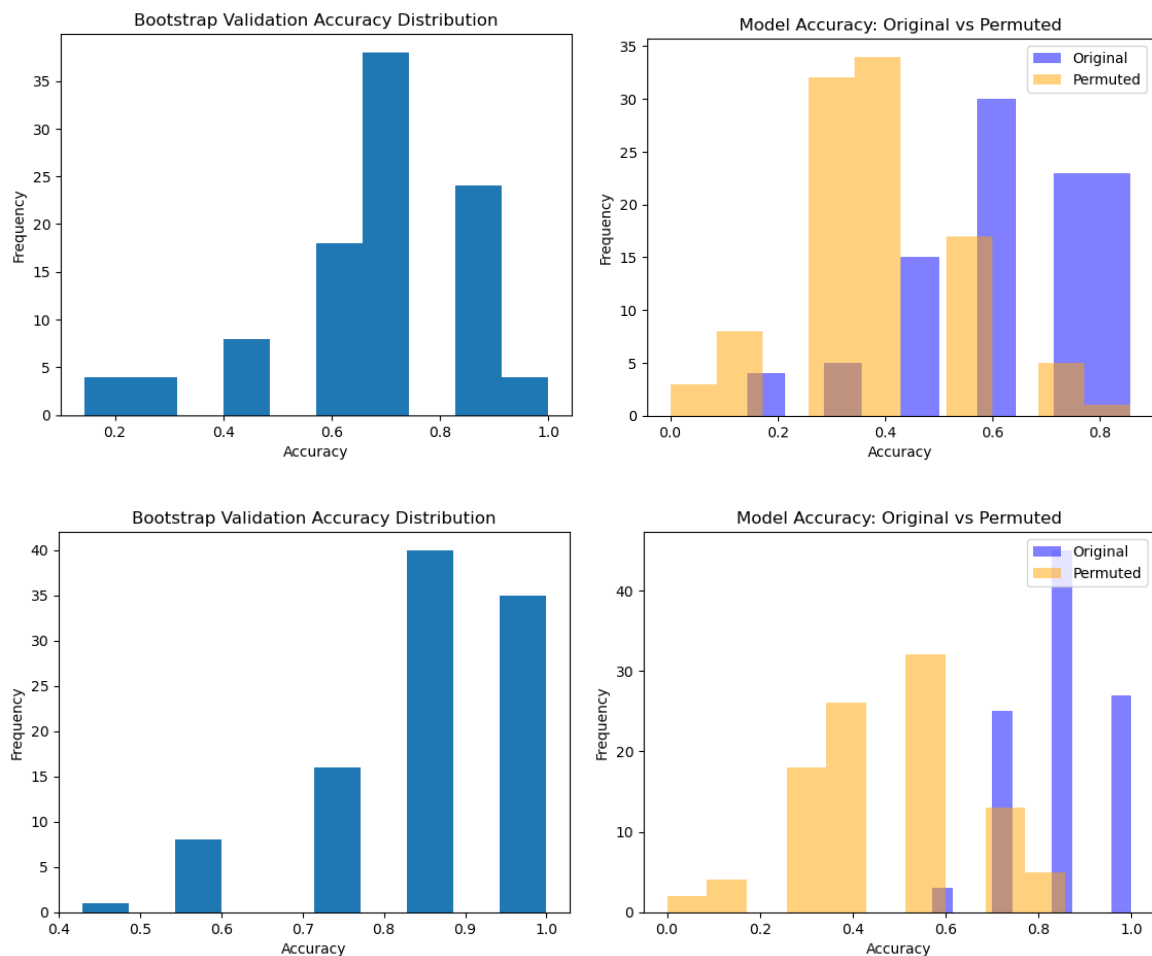 Bootstrap Validation Accuracy Distribution
35
30
25
20
15
10
5
0
Frequency
0.2 0.4 0.6 0.8 1.0
Accuracy
Model Accuracy: Original vs Permuted
Original
Permuted
35
30
25
20
15
10
5
0
Frequency
0.0 0.2 0.4 0.6 0.8
Accuracy
Bootstrap Validation Accuracy Distribution
40
35
30
25
20
15
10
5
0
Frequency
0.4 0.5 0.6 0.7 0.8 0.9 1.0
Accuracy
Model Accuracy: Original vs Permuted
Original
Permuted
40
30
20
10
0
Frequency
0.0 0.2 0.4 0.6 0.8 1.0
Accuracy